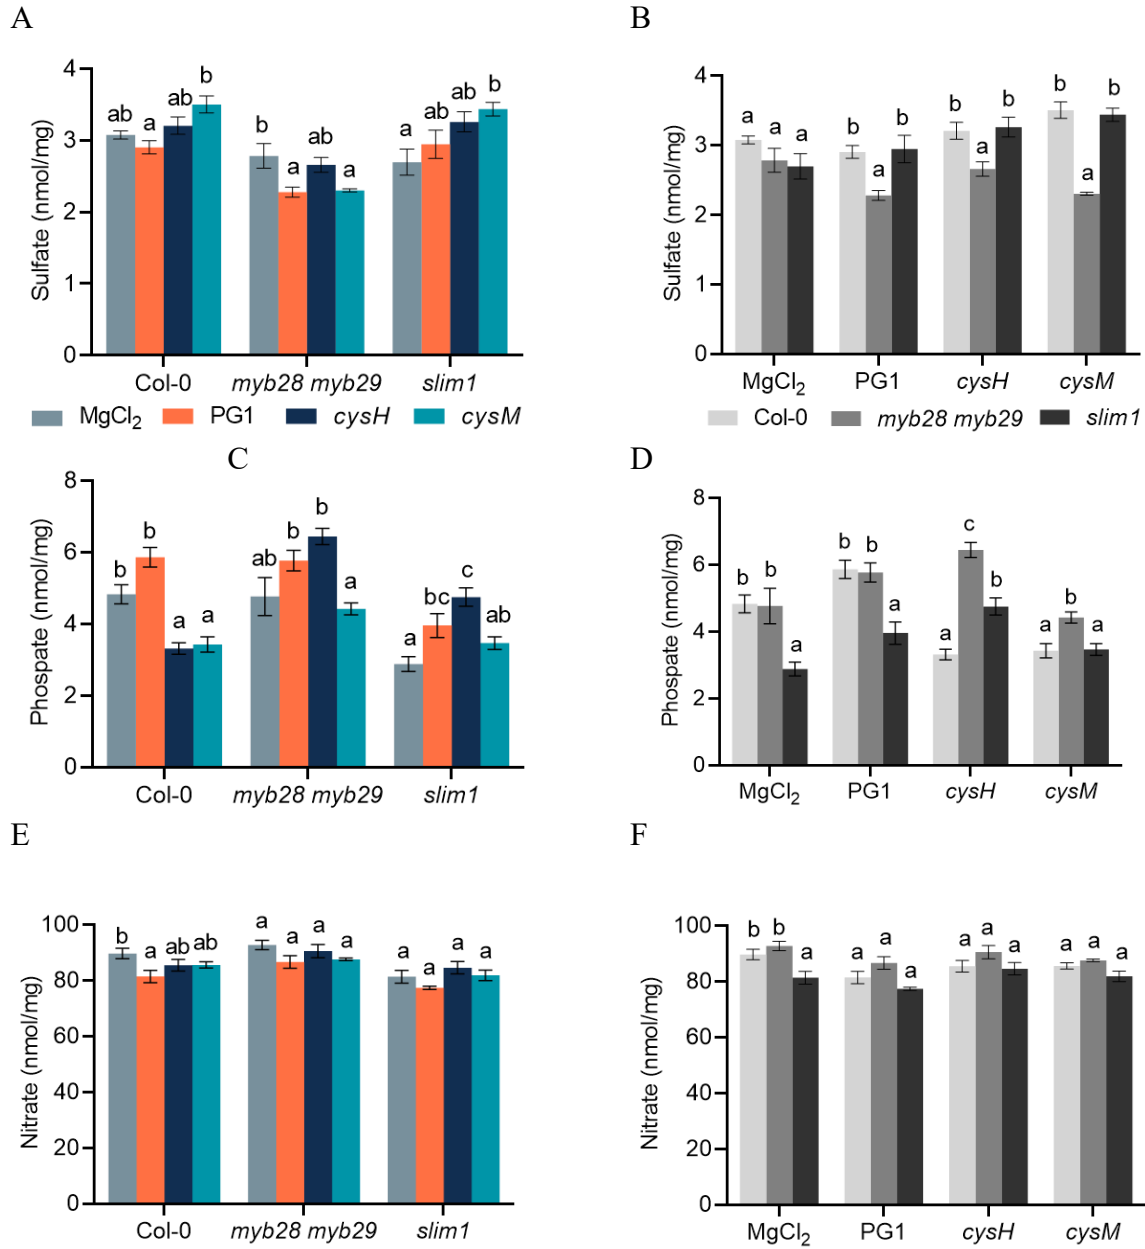 A
B
Sulfate (nmol/mg)
4
3
2
1
0
ab a ab b
b a ab a
a ab ab b
Col-0 myb28 myb29 slim1
MgCl2 PG1 cysH cysM
Sulfate (nmol/mg)
4
3
2
1
0
a a a
b a b
b a b
b a b
MgCl2 PG1 cysH cysM
Col-0 myb28 myb29 slim1
C
D
Phospate (nmol/mg)
8
6
4
2
0
b b a a
ab b b a
a bc c ab
Col-0 myb28 myb29 slim1
Phospate (nmol/mg)
8
6
4
2
0
b b a
b b a
a c b
a b a
MgCl2 PG1 cysH cysM
E
F
Nitrate (nmol/mg)
100
80
60
40
20
0
b a ab ab
a a a a
a a a a
Col-0 myb28 myb29 slim1
Nitrate (nmol/mg)
100
80
60
40
20
0
b b a
a a a
a a a
a a a
MgCl2 PG1 cysH cysM